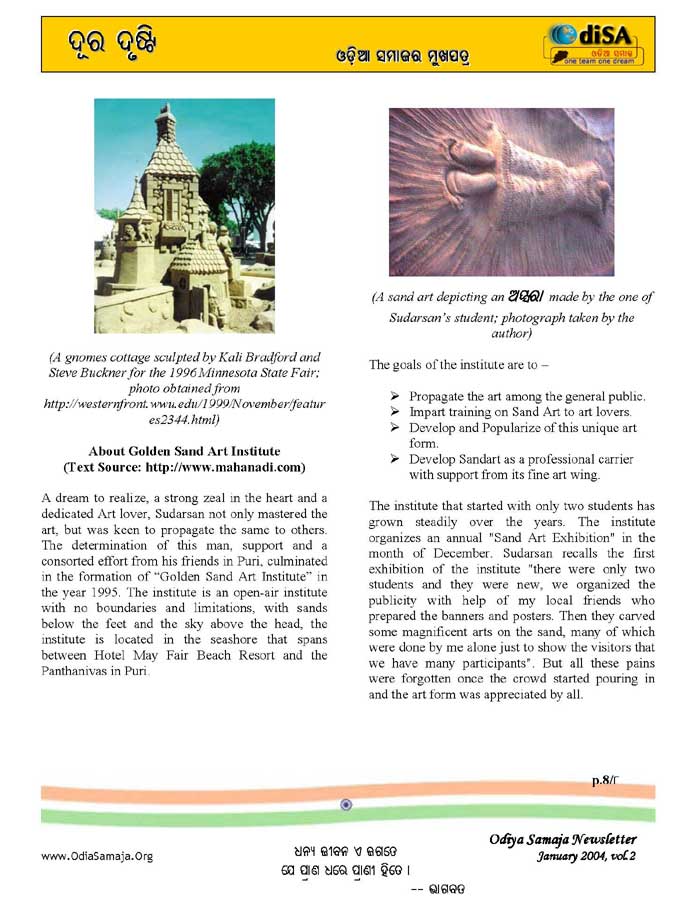 ଦୂର ଦୃଷ୍ଟି
ଓଡ଼ିଆ ସମାଜର ମୁଖପତ୍ର
OdiSA
ଓଡ଼ିଆ ସମାଜ
one team one dream
(A gnomes cottage sculpted by Kali Bradford and
Steve Buckner for the 1996 Minnesota State Fair;
photo obtained from
http://westernfront.wwu.edu/1999/November/featur
es2344.html)
About Golden Sand Art Institute
(Text Source: http://www.mahanadi.com)
A dream to realize, a strong zeal in the heart and a
dedicated Art lover, Sudarsan not only mastered the
art, but was keen to propagate the same to others.
The determination of this man, support and a
consorted effort from his friends in Puri, culminated
in the formation of “Golden Sand Art Institute” in
the year 1995. The institute is an open-air institute
with no boundaries and limitations, with sands
below the feet and the sky above the head, the
institute is located in the seashore that spans
between Hotel May Fair Beach Resort and the
Panthanivas in Puri.
(A sand art depicting an made by the one of
Sudarsan’s student; photograph taken by the
author)
The goals of the institute are to –
➢ Propagate the art among the general public.
➢ Impart training on Sand Art to art lovers.
➢ Develop and Popularize of this unique art
form.
➢ Develop Sandart as a professional carrier
with support from its fine art wing.
The institute that started with only two students has
grown steadily over the years. The institute
organizes an annual "Sand Art Exhibition" in the
month of December. Sudarsan recalls the first
exhibition of the institute "there were only two
students and they were new, we organized the
publicity with help of my local friends who
prepared the banners and posters. Then they carved
some magnificent arts on the sand, many of which
were done by me alone just to show the visitors that
we have many participants". But all these pains
were forgotten once the crowd started pouring in
and the art form was appreciated by all.
p.8/୮
www.OdiaSamaja.Org
ଧନ୍ୟ ଜୀବନ ଏ ଜଗତେ
ଯେ ପ୍ରାଣ ଧରେ ପ୍ରାଣୀ ହିତେ ।
-- ଭାଗବତ
Odiya Samaja Newsletter
January 2004, vol.2